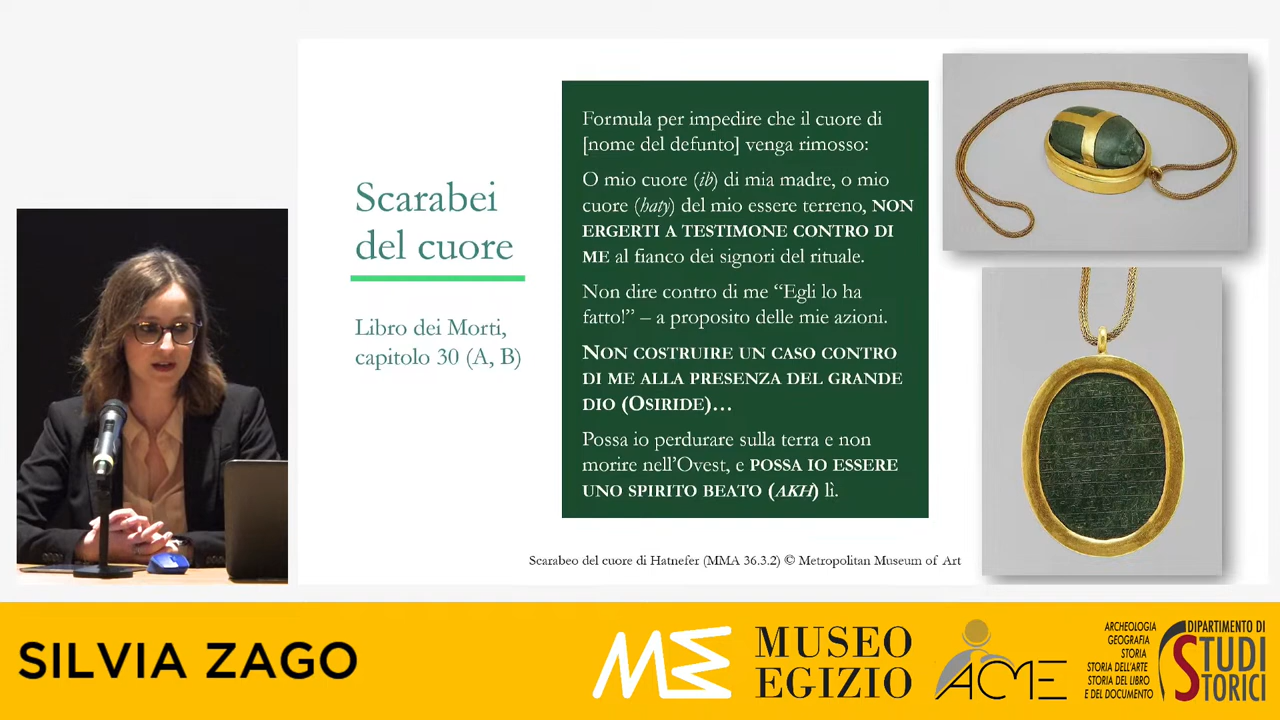 Scarabei
del cuore
Libro dei Morti,
capitolo 30 (A, B)
Formula per impedire che il cuore di
[nome del defunto] venga rimosso:
O mio cuore (ib) di mia madre, o mio
cuore (haty) del mio essere terreno, NON
ERGERTI A TESTIMONE CONTRO DI
ME al fianco dei signori del rituale.
Non dire contro di me “Egli lo ha
fatto!” – a proposito delle mie azioni.
NON COSTRUIRE UN CASO CONTRO
DI ME ALLA PRESENZA DEL GRANDE
DIO (OSIRIDE)…
Possa io perdurare sulla terra e non
morire nell’Ovest, e POSSA IO ESSERE
UNO SPIRITO BEATO (AKH) lì.
Scarabeo del cuore di Hatnefer (MMA 36.3.2) © Metropolitan Museum of Art
SILVIA ZAGO
ME
MUSEO
EGIZIO
ACME
ARCHEOLOGIA
GEOGRAFIA
STORIA
STORIA DELL'ARTE
STORIA DEL LIBRO
E DEL DOCUMENTO
DIPARTIMENTO DI
STUDI
STORICI